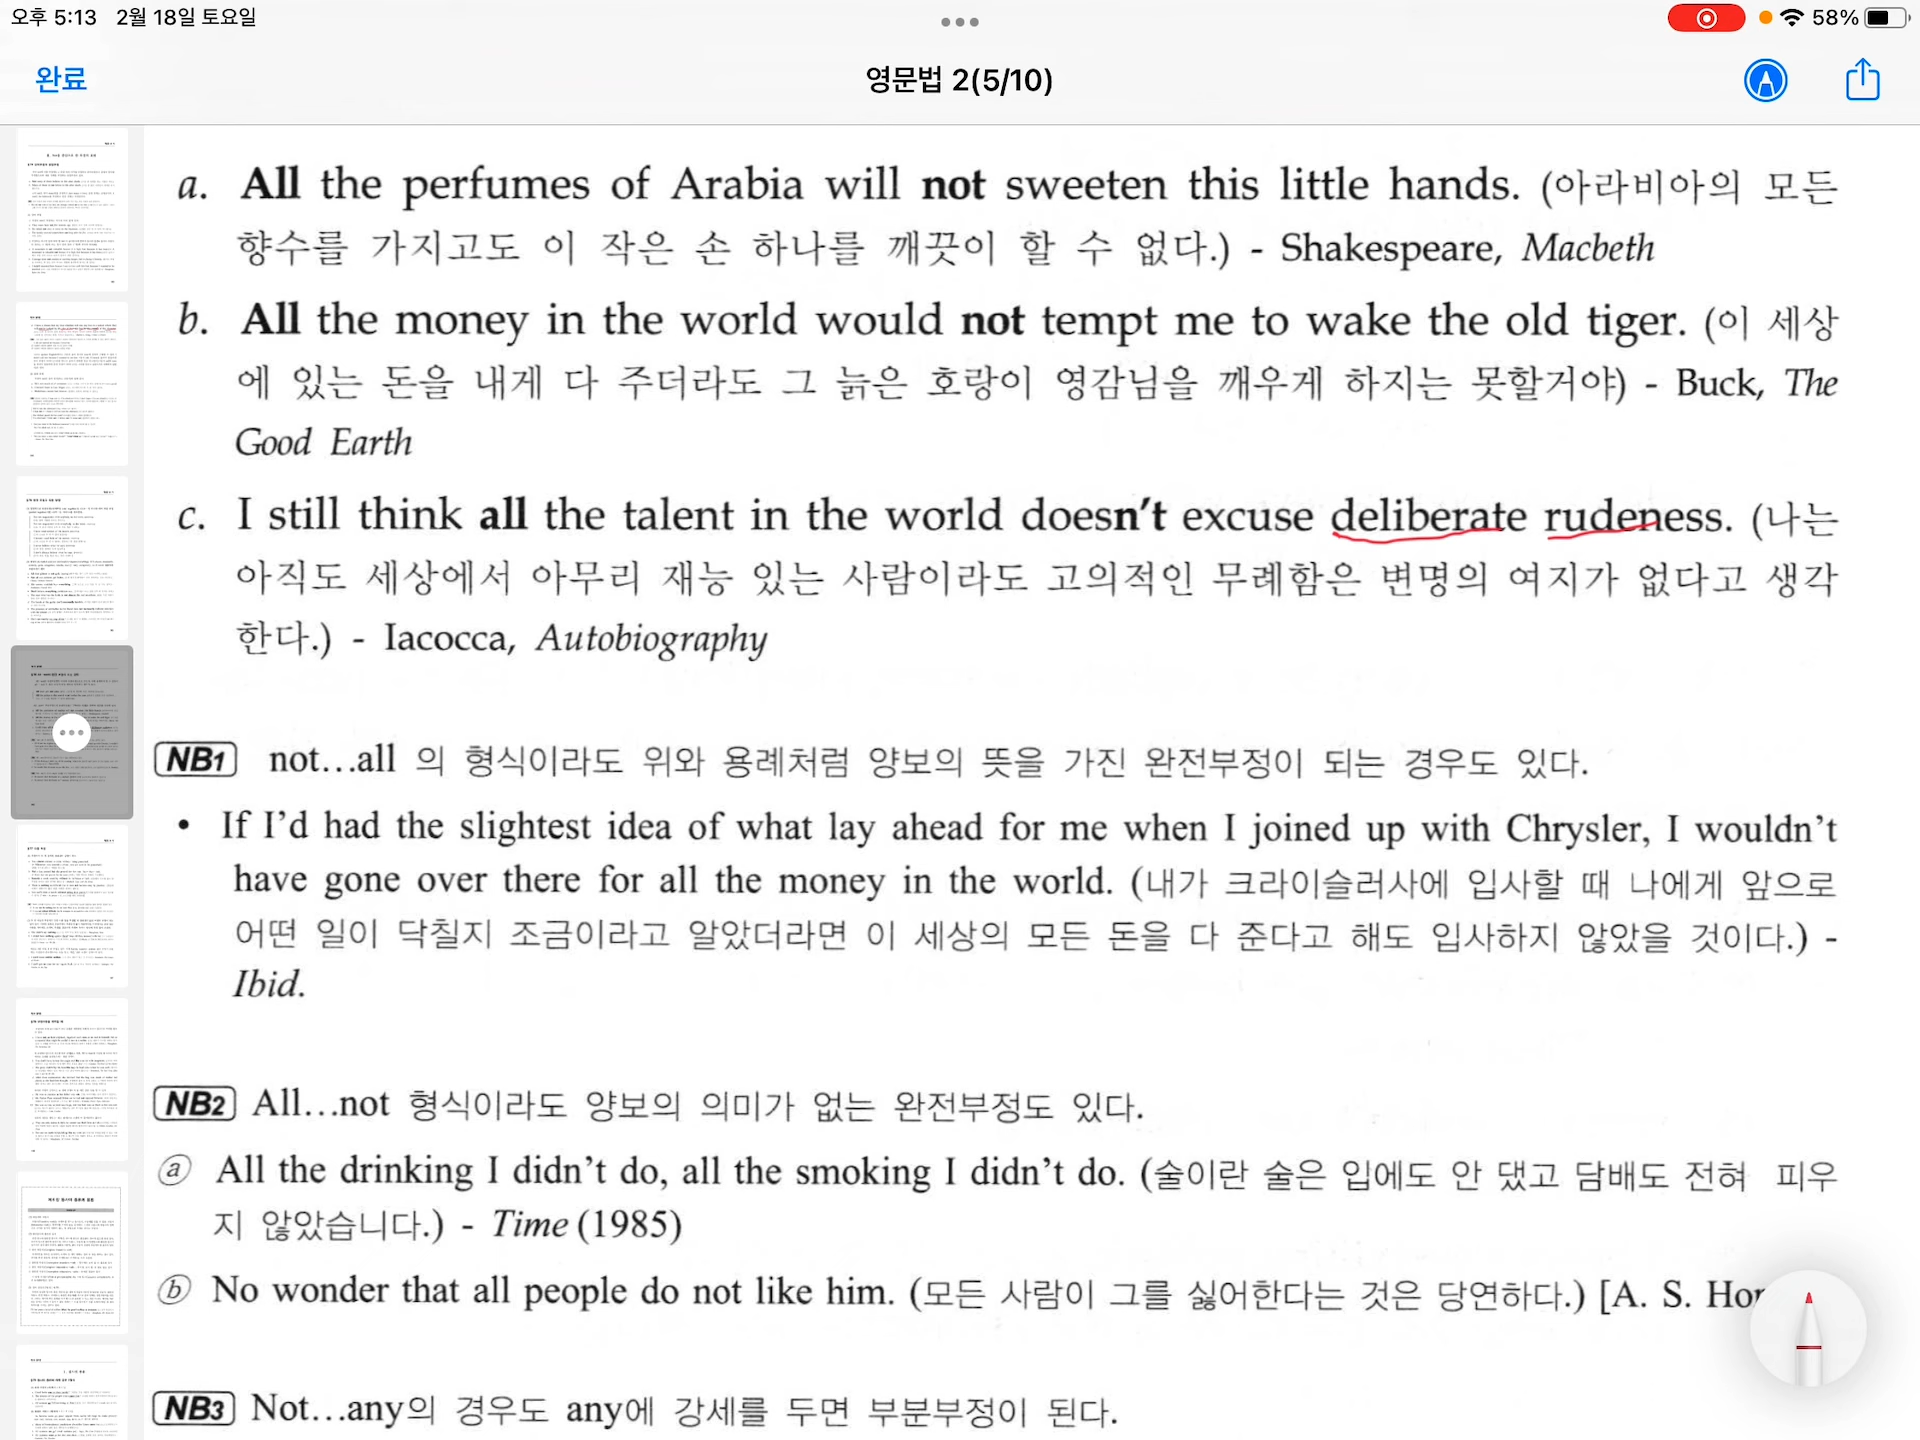 오후 5:13 2월 18일 토요일
58%
완료
영문법 2(5/10)
a. All the perfumes of Arabia will not sweeten this little hands. (아라비아의 모든
향수를 가지고도 이 작은 손 하나를 깨끗이 할 수 없다.) - Shakespeare, Macbeth
b. All the money in the world would not tempt me to wake the old tiger. (이 세상
에 있는 돈을 내게 다 주더라도 그 늙은 호랑이 영감님을 깨우게 하지는 못할거야) - Buck, The
Good Earth
c. I still think all the talent in the world doesn't excuse deliberate rudeness. (나는
아직도 세상에서 아무리 재능 있는 사람이라도 고의적인 무례함은 변명의 여지가 없다고 생각
한다.) - Iacocca, Autobiography
NB1 not...all 의 형식이라도 위와 용례처럼 양보의 뜻을 가진 완전부정이 되는 경우도 있다.
• If I'd had the slightest idea of what lay ahead for me when I joined up with Chrysler, I wouldn't
have gone over there for all the money in the world. (내가 크라이슬러사에 입사할 때 나에게 앞으로
어떤 일이 닥칠지 조금이라고 알았더라면 이 세상의 모든 돈을 다 준다고 해도 입사하지 않았을 것이다.) -
Ibid.
NB2 All...not 형식이라도 양보의 의미가 없는 완전부정도 있다.
ⓐ All the drinking I didn't do, all the smoking I didn't do. (술이란 술은 입에도 안 댔고 담배도 전혀 피우
지 않았습니다.) - Time (1985)
ⓑ No wonder that all people do not like him. (모든 사람이 그를 싫어한다는 것은 당연하다.) [A. S.
NB3 Not...any의 경우도 any에 강세를 두면 부분부정이 된다.